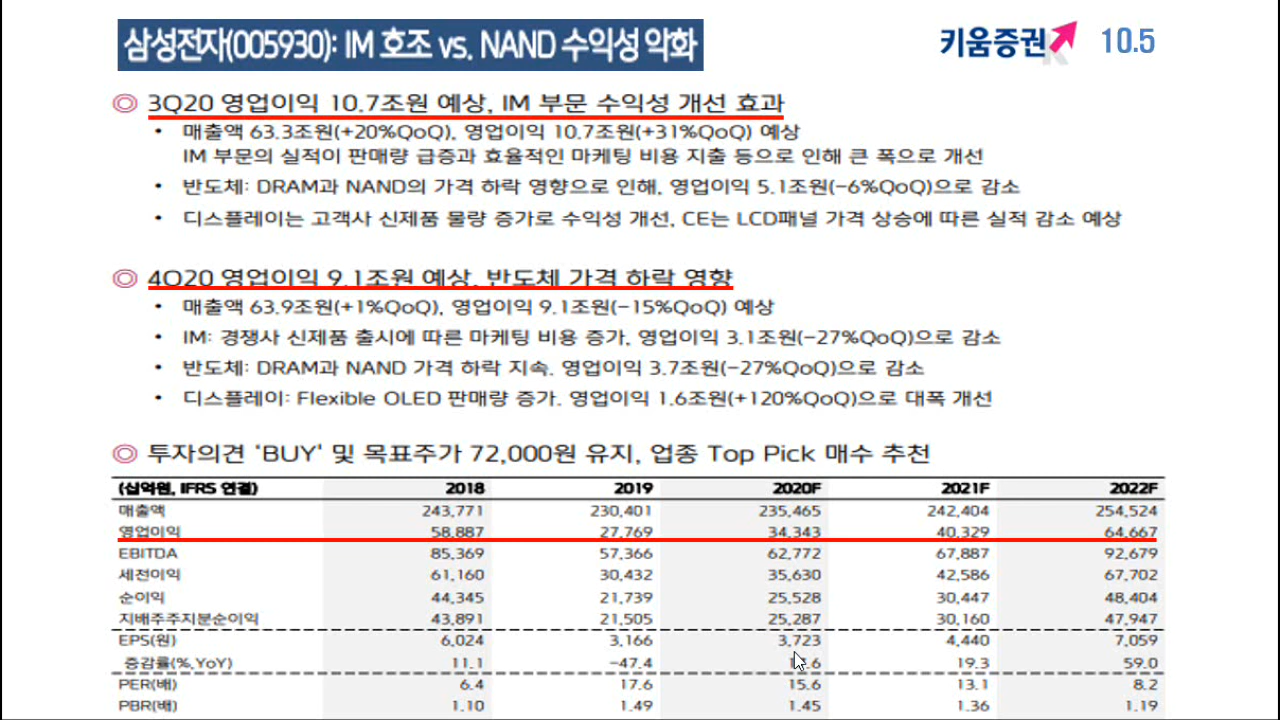 삼성전자(005930): IM 호조 vs. NAND 수익성 악화
키움증권 10.5
◎ 3Q20 영업이익 10.7조원 예상, IM 부문 수익성 개선 효과
• 매출액 63.3조원(+20%QoQ), 영업이익 10.7조원(+31%QoQ) 예상
IM 부문의 실적이 판매량 급증과 효율적인 마케팅 비용 지출 등으로 인해 큰 폭으로 개선
• 반도체: DRAM과 NAND의 가격 하락 영향으로 인해, 영업이익 5.1조원(-6%QoQ)으로 감소
• 디스플레이는 고객사 신제품 물량 증가로 수익성 개선, CE는 LCD패널 가격 상승에 따른 실적 감소 예상
◎ 4Q20 영업이익 9.1조원 예상, 반도체 가격 하락 영향
• 매출액 63.9조원(+1%QoQ), 영업이익 9.1조원(-15%QoQ) 예상
• IM: 경쟁사 신제품 출시에 따른 마케팅 비용 증가, 영업이익 3.1조원(-27%QoQ)으로 감소
• 반도체: DRAM과 NAND 가격 하락 지속. 영업이익 3.7조원(-27%QoQ)으로 감소
• 디스플레이: Flexible OLED 판매량 증가. 영업이익 1.6조원(+120%QoQ)으로 대폭 개선
◎ 투자의견 'BUY' 및 목표주가 72,000원 유지, 업종 Top Pick 매수 추천
(십억원, IFRS 연결) 2018 2019 2020F 2021F 2022F
매출액 243,771 230,401 235,465 242,404 254,524
영업이익 58,887 27,769 34,343 40,329 64,667
EBITDA 85,369 57,366 62,772 67,887 92,679
세전이익 61,160 30,432 35,630 42,586 67,702
순이익 44,345 21,739 25,528 30,447 48,404
지배주주지분순이익 43,891 21,505 25,287 30,160 47,947
EPS(원) 6,024 3,166 3,723 4,440 7,059
증감률(%,YoY) 11.1 -47.4 19.3 59.0
PER(배) 6.4 17.6 15.6 13.1 8.2
PBR(배) 1.10 1.49 1.45 1.36 1.19